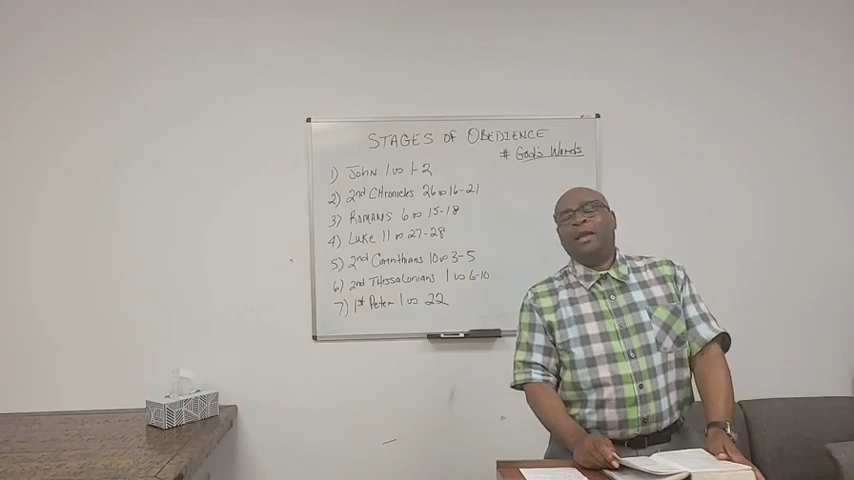 STAGES OF OBEDIENCE
# God's Words
1) John 1 vs 1-2
2) 2nd Chronicles 26 vs 16-21
3) Romans 6 vs 15-18
4) Luke 11 vs 27-28
5) 2nd Corinthians 10 vs 3-5
6) 2nd Thessalonians 1 vs 6-10
7) 1st Peter 1 vs 22